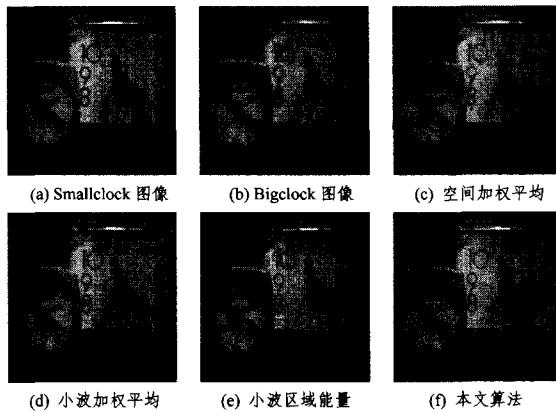 (a) Smallclock 图像
(b) Bigclock 图像
(c) 空间加权平均
(d) 小波加权平均
(e) 小波区域能量
(f) 本文算法